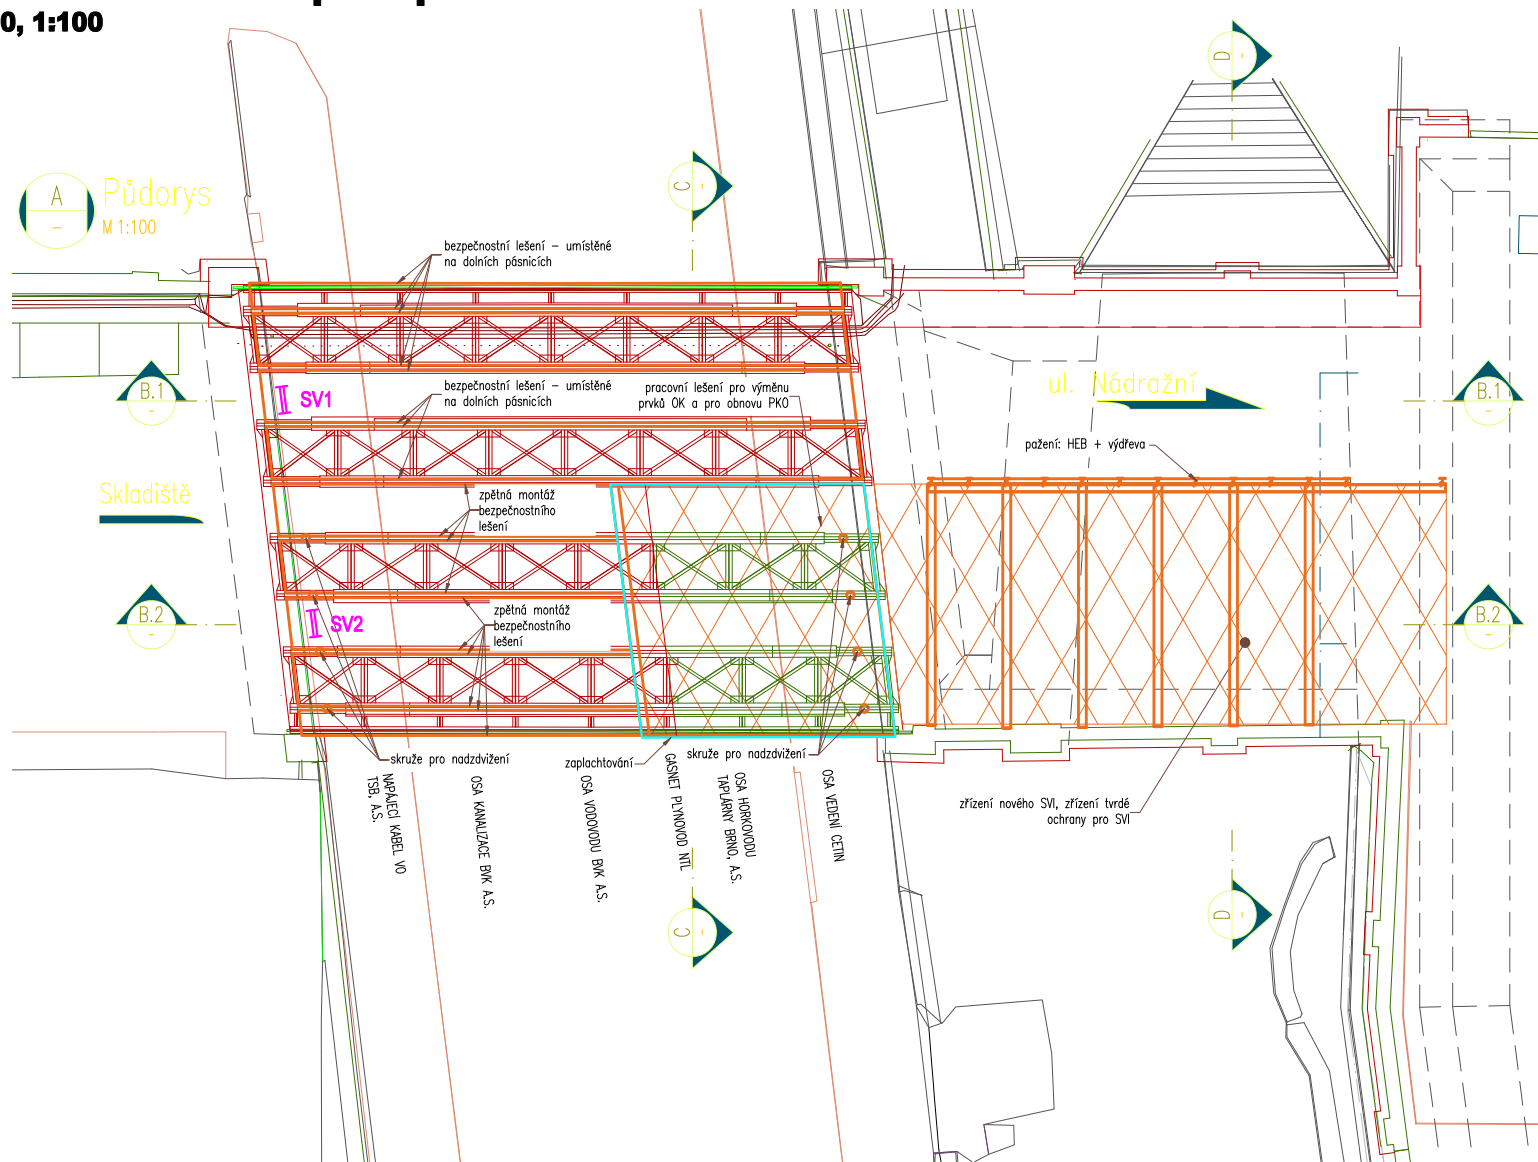 0, 1:100
D
-
A
-
Půdorys
M 1:100
C
-
bezpečnostní lešení – umístěné
na dolních pásnicích
B.1
-
SV1
bezpečnostní lešení – umístěné
na dolních pásnicích
pracovní lešení pro výměnu
prvků OK a pro obnovu PKO
ul. Nádražní
B.1
-
pažení: HEB + výdřeva
Skladiště
zpětná montáž
bezpečnostního
lešení
B.2
-
SV2
zpětná montáž
bezpečnostního
lešení
B.2
-
skruže pro nadzdvižení
zaplachtování
skruže pro nadzdvižení
NAPÁJECÍ KABEL VO
TSB, A.S.
OSA KANALIZACE BVK A.S.
OSA VODOVODU BVK A.S.
GASNET PLYNOVOD NTL
OSA HORKOVODU
TAPLÁRNY BRNO, A.S.
OSA VEDENÍ CETIN
zřízení nového SVI, zřízení tvrdé
ochrany pro SVI
C
-
D
-